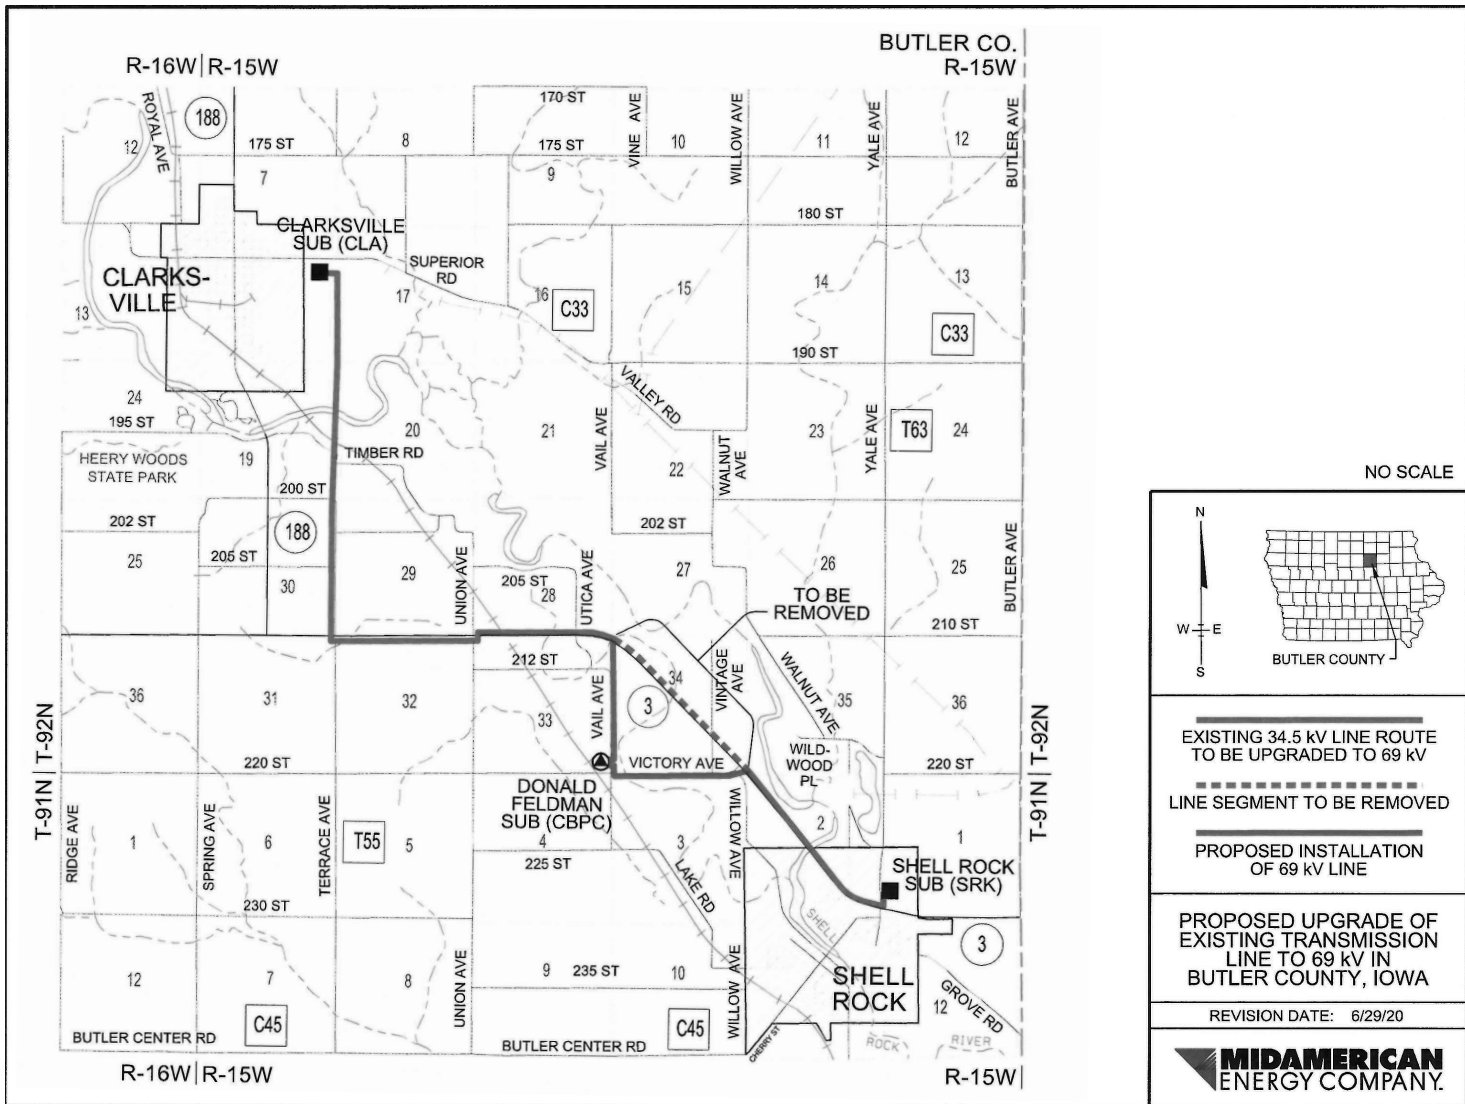 BUTLER CO.
R-16W R-15W
R-15W
ROYAL AVE
188
170 ST
VINE AVE
WILLOW AVE
YALE AVE
BUTLER AVE
12
175 ST
8
175 ST
10
11
12
7
9
180 ST
CLARKSVILLE
SUB (CLA)
CLARKS-
VILLE
SUPERIOR
RD
17
16
C33
15
14
13
13
C33
190 ST
VALLEY RD
24
195 ST
20
21
VAIL AVE
22
WALNUT
AVE
23
YALE AVE
T63
24
HEERY WOODS
STATE PARK
19
TIMBER RD
200 ST
202 ST
188
202 ST
25
205 ST
30
29
UNION AVE
205 ST
28
UTICA AVE
27
26
25
BUTLER AVE
TO BE
REMOVED
210 ST
212 ST
36
31
32
33
VAIL AVE
34
3
VINTAGE
AVE
WALNUT AVE
35
36
T-92N
T-91N
220 ST
VICTORY AVE
WILD-
WOOD
PL
220 ST
T-92N
T-91N
DONALD
FELDMAN
SUB (CBPC)
RIDGE AVE
1
SPRING AVE
6
TERRACE AVE
T55
5
4
225 ST
3
WILLOW AVE
2
1
LAKE RD
SHELL ROCK
SUB (SRK)
230 ST
SHELL
3
12
7
8
UNION AVE
9
235 ST
10
WILLOW AVE
SHELL
ROCK
12
GROVE RD
C45
C45
BUTLER CENTER RD
BUTLER CENTER RD
CHERRY ST
ROCK
RIVER
R-16W R-15W
R-15W
NO SCALE
N
W E
S
BUTLER COUNTY
EXISTING 34.5 kV LINE ROUTE
TO BE UPGRADED TO 69 kV
LINE SEGMENT TO BE REMOVED
PROPOSED INSTALLATION
OF 69 kV LINE
PROPOSED UPGRADE OF
EXISTING TRANSMISSION
LINE TO 69 kV IN
BUTLER COUNTY, IOWA
REVISION DATE: 6/29/20
MIDAMERICAN
ENERGY COMPANY.